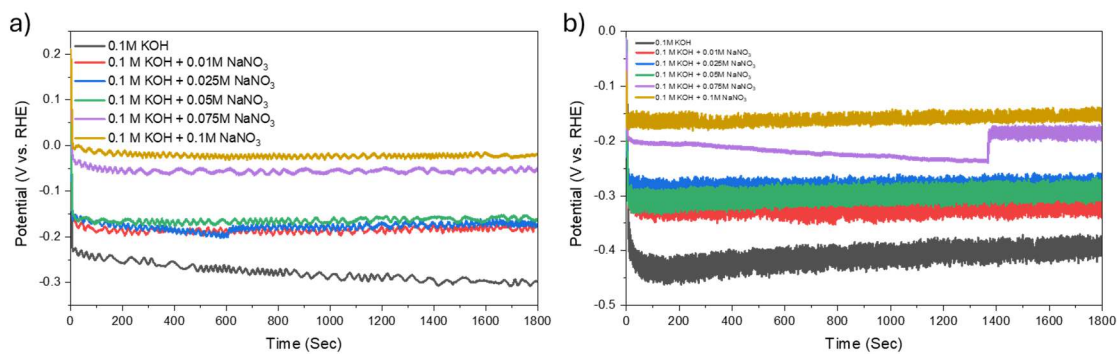 a)
0.1M KOH
0.1 M KOH + 0.01M NaNO₃
0.1 M KOH + 0.025M NaNO₃
0.1 M KOH + 0.05M NaNO₃
0.1 M KOH + 0.075M NaNO₃
0.1 M KOH + 0.1M NaNO₃
Potential (V vs. RHE)
0.2
0.1
0.0
-0.1
-0.2
-0.3
0 200 400 600 800 1000 1200 1400 1600 1800
Time (Sec)
b)
0.1M KOH
0.1 M KOH + 0.01M NaNO₃
0.1 M KOH + 0.025M NaNO₃
0.1 M KOH + 0.05M NaNO₃
0.1 M KOH + 0.075M NaNO₃
0.1 M KOH + 0.1M NaNO₃
Potential (V vs. RHE)
0.0
-0.1
-0.2
-0.3
-0.4
-0.5
0 200 400 600 800 1000 1200 1400 1600 1800
Time (Sec)